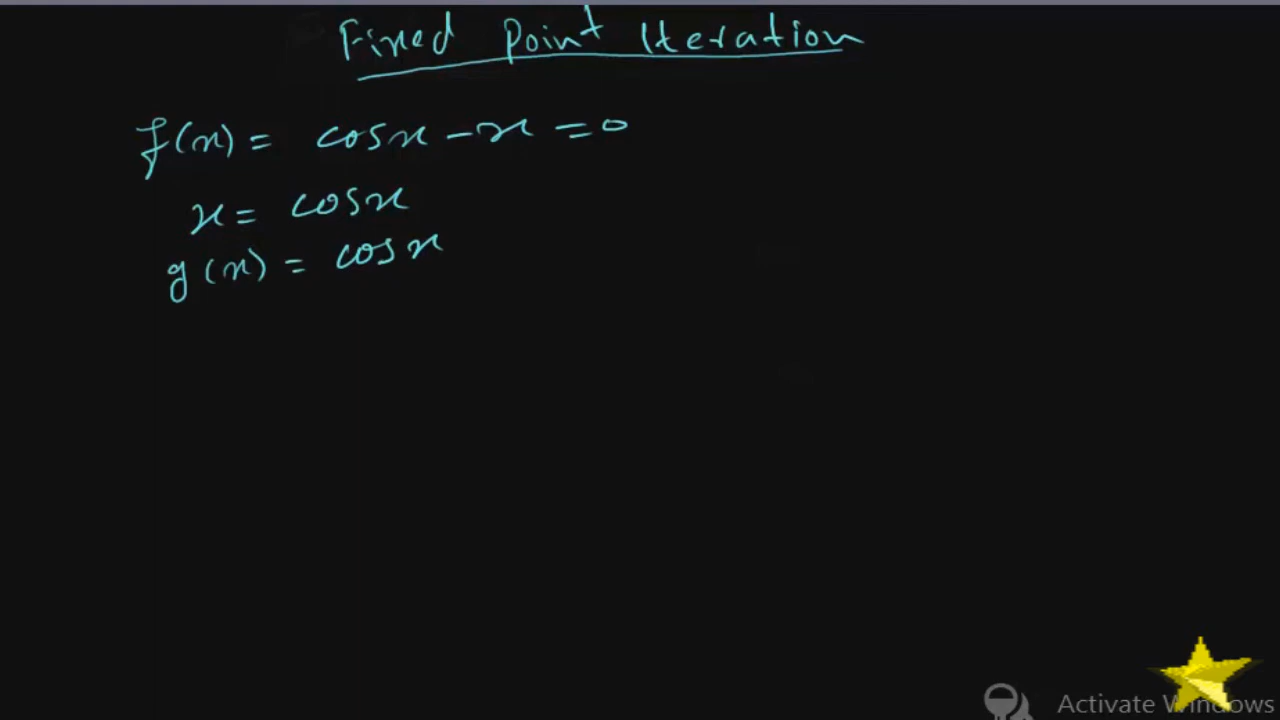 Fixed Point Iteration
f(x) = cosx - x = 0
x = cosx
g(x) = cosx
Activate Windows